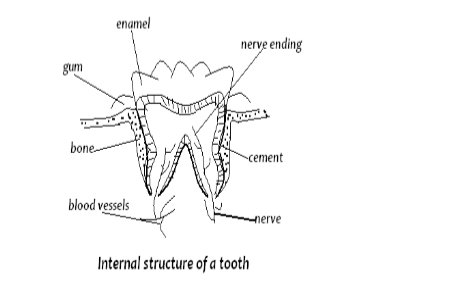 enamel
nerve ending
gum
bone
cement
blood vessels
nerve
Internal structure of a tooth